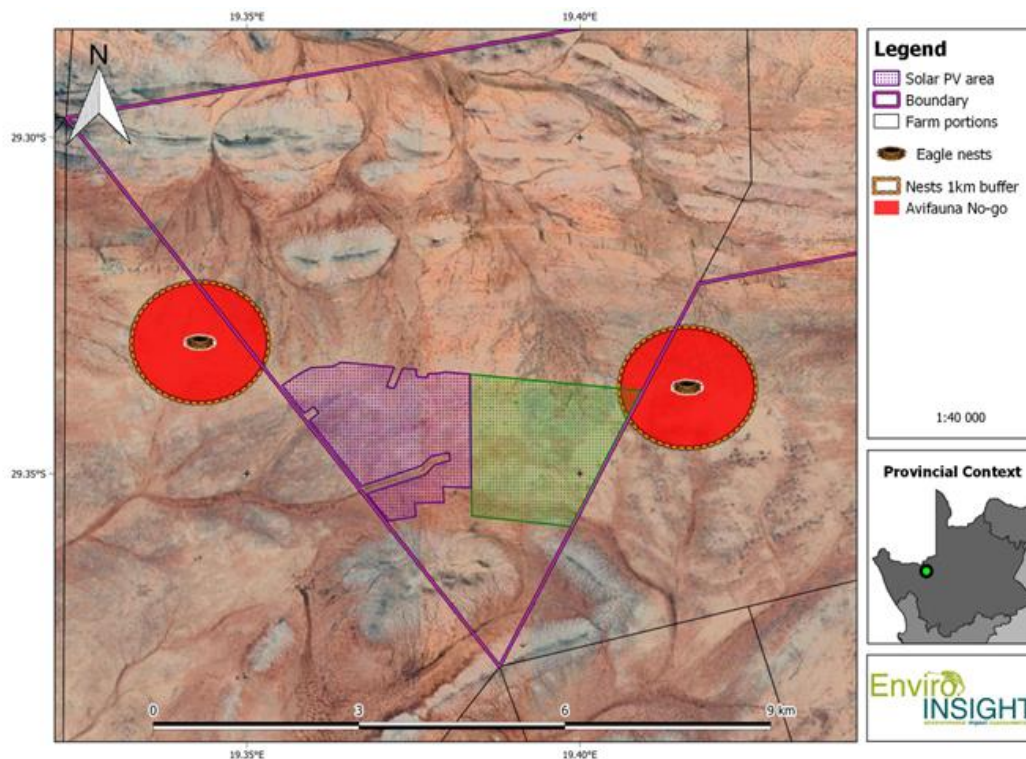 19.35°E
19.40°E
N
29.30°S
29.35°S
0
3
6
9 km
19.35°E
19.40°E
Legend
Solar PV area
Boundary
Farm portions
Eagle nests
Nests 1km buffer
Avifauna No-go
1:40 000
Provincial Context
Enviro
INSIGHT